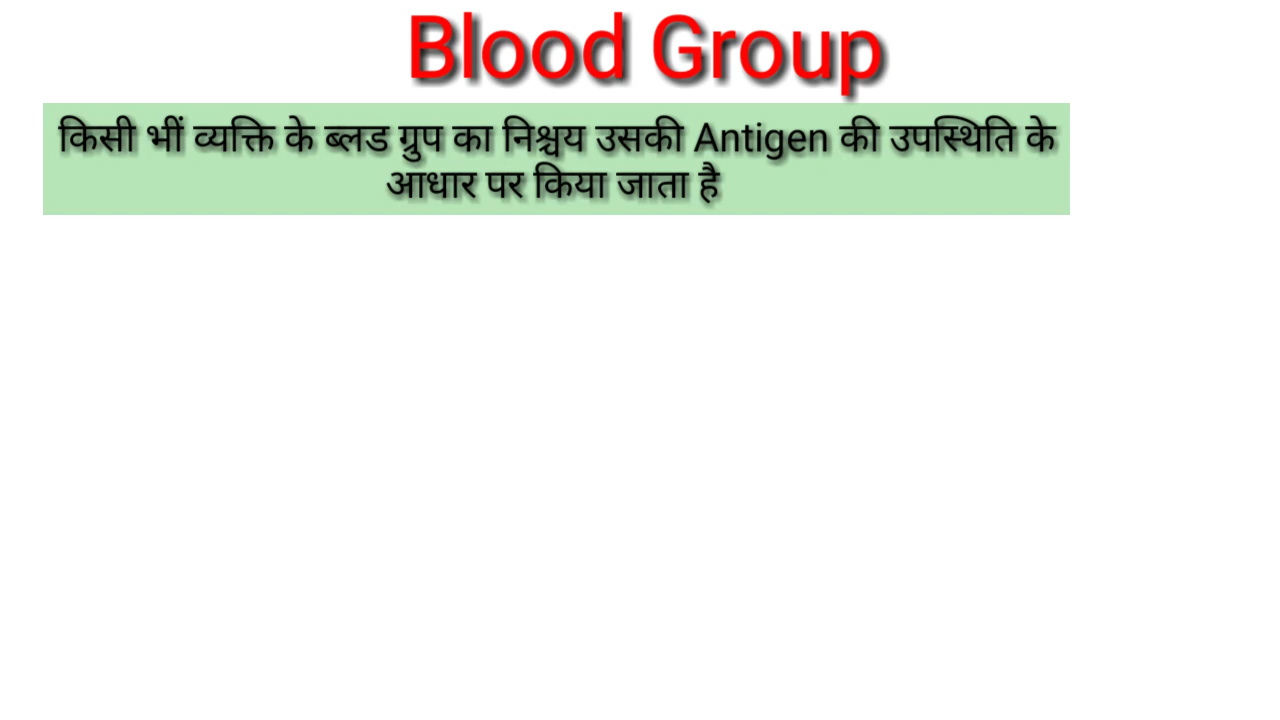 Blood Group
किसी भीं व्यक्ति के ब्लड ग्रुप का निश्चय उसकी Antigen की उपस्थिति के
आधार पर किया जाता है